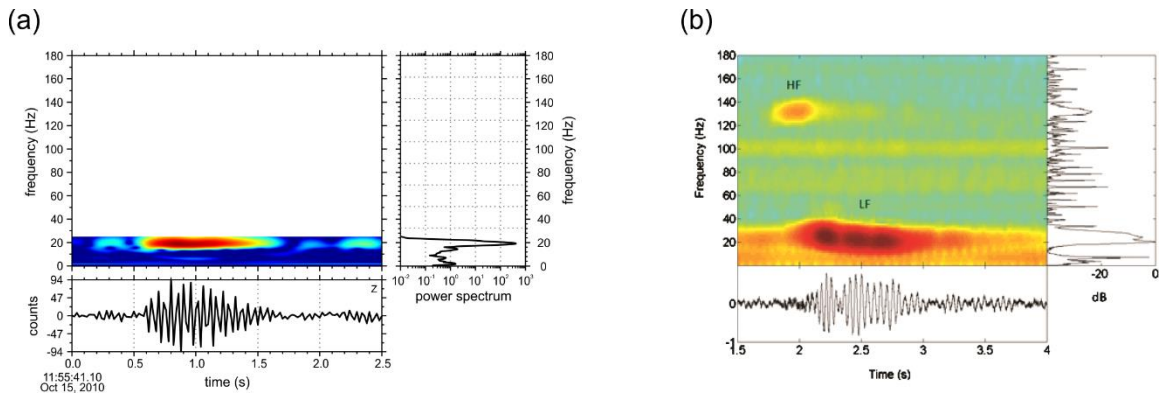 (a)
180
160
140
120
100
80
60
40
20
0
frequency (Hz)
180
160
140
120
100
80
60
40
20
0
frequency (Hz)
10⁻² 10⁻¹ 10⁰ 10¹ 10² 10³
power spectrum
94
47
0
-47
-94
counts
Z
0.0 0.5 1.0 1.5 2.0 2.5
time (s)
11:55:41.10
Oct 15, 2010
(b)
180
160
140
120
100
80
60
40
20
Frequency (Hz)
HF
LF
-20 0
dB
0
-1
1.5 2 2.5 3 3.5 4
Time (s)